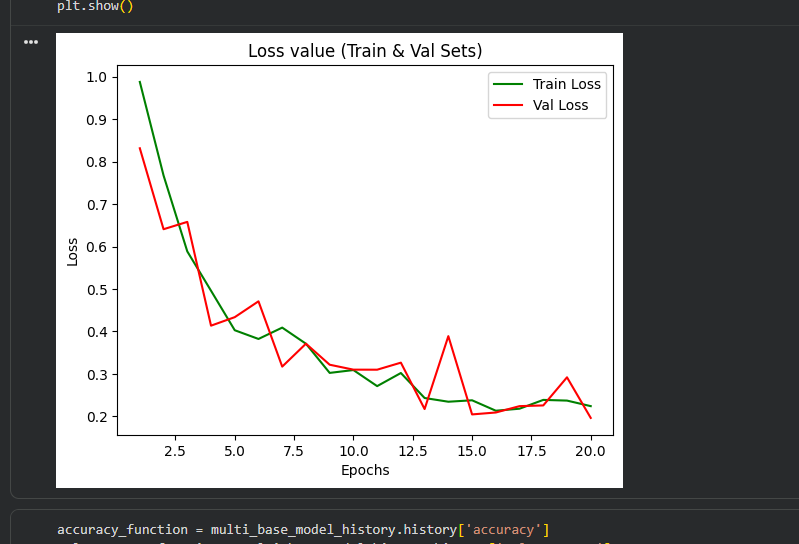 plt.show()
Loss value (Train & Val Sets)
Train Loss
Val Loss
1.0
0.9
0.8
0.7
0.6
0.5
0.4
0.3
0.2
Loss
2.5 5.0 7.5 10.0 12.5 15.0 17.5 20.0
Epochs
accuracy_function = multi_base_model_history.history['accuracy']